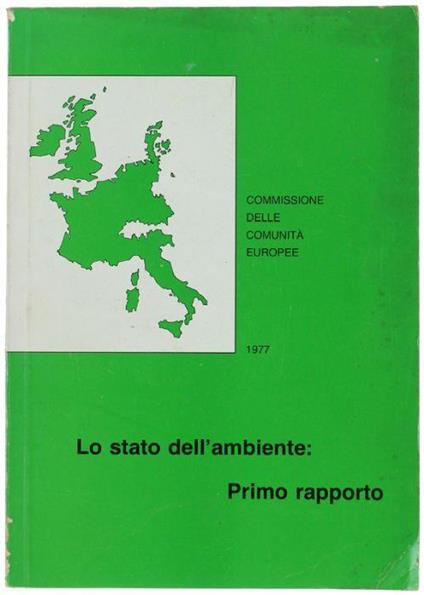 COMMISSIONE
DELLE
COMUNITÀ
EUROPEE
1977
Lo stato dell'ambiente:
Primo rapporto